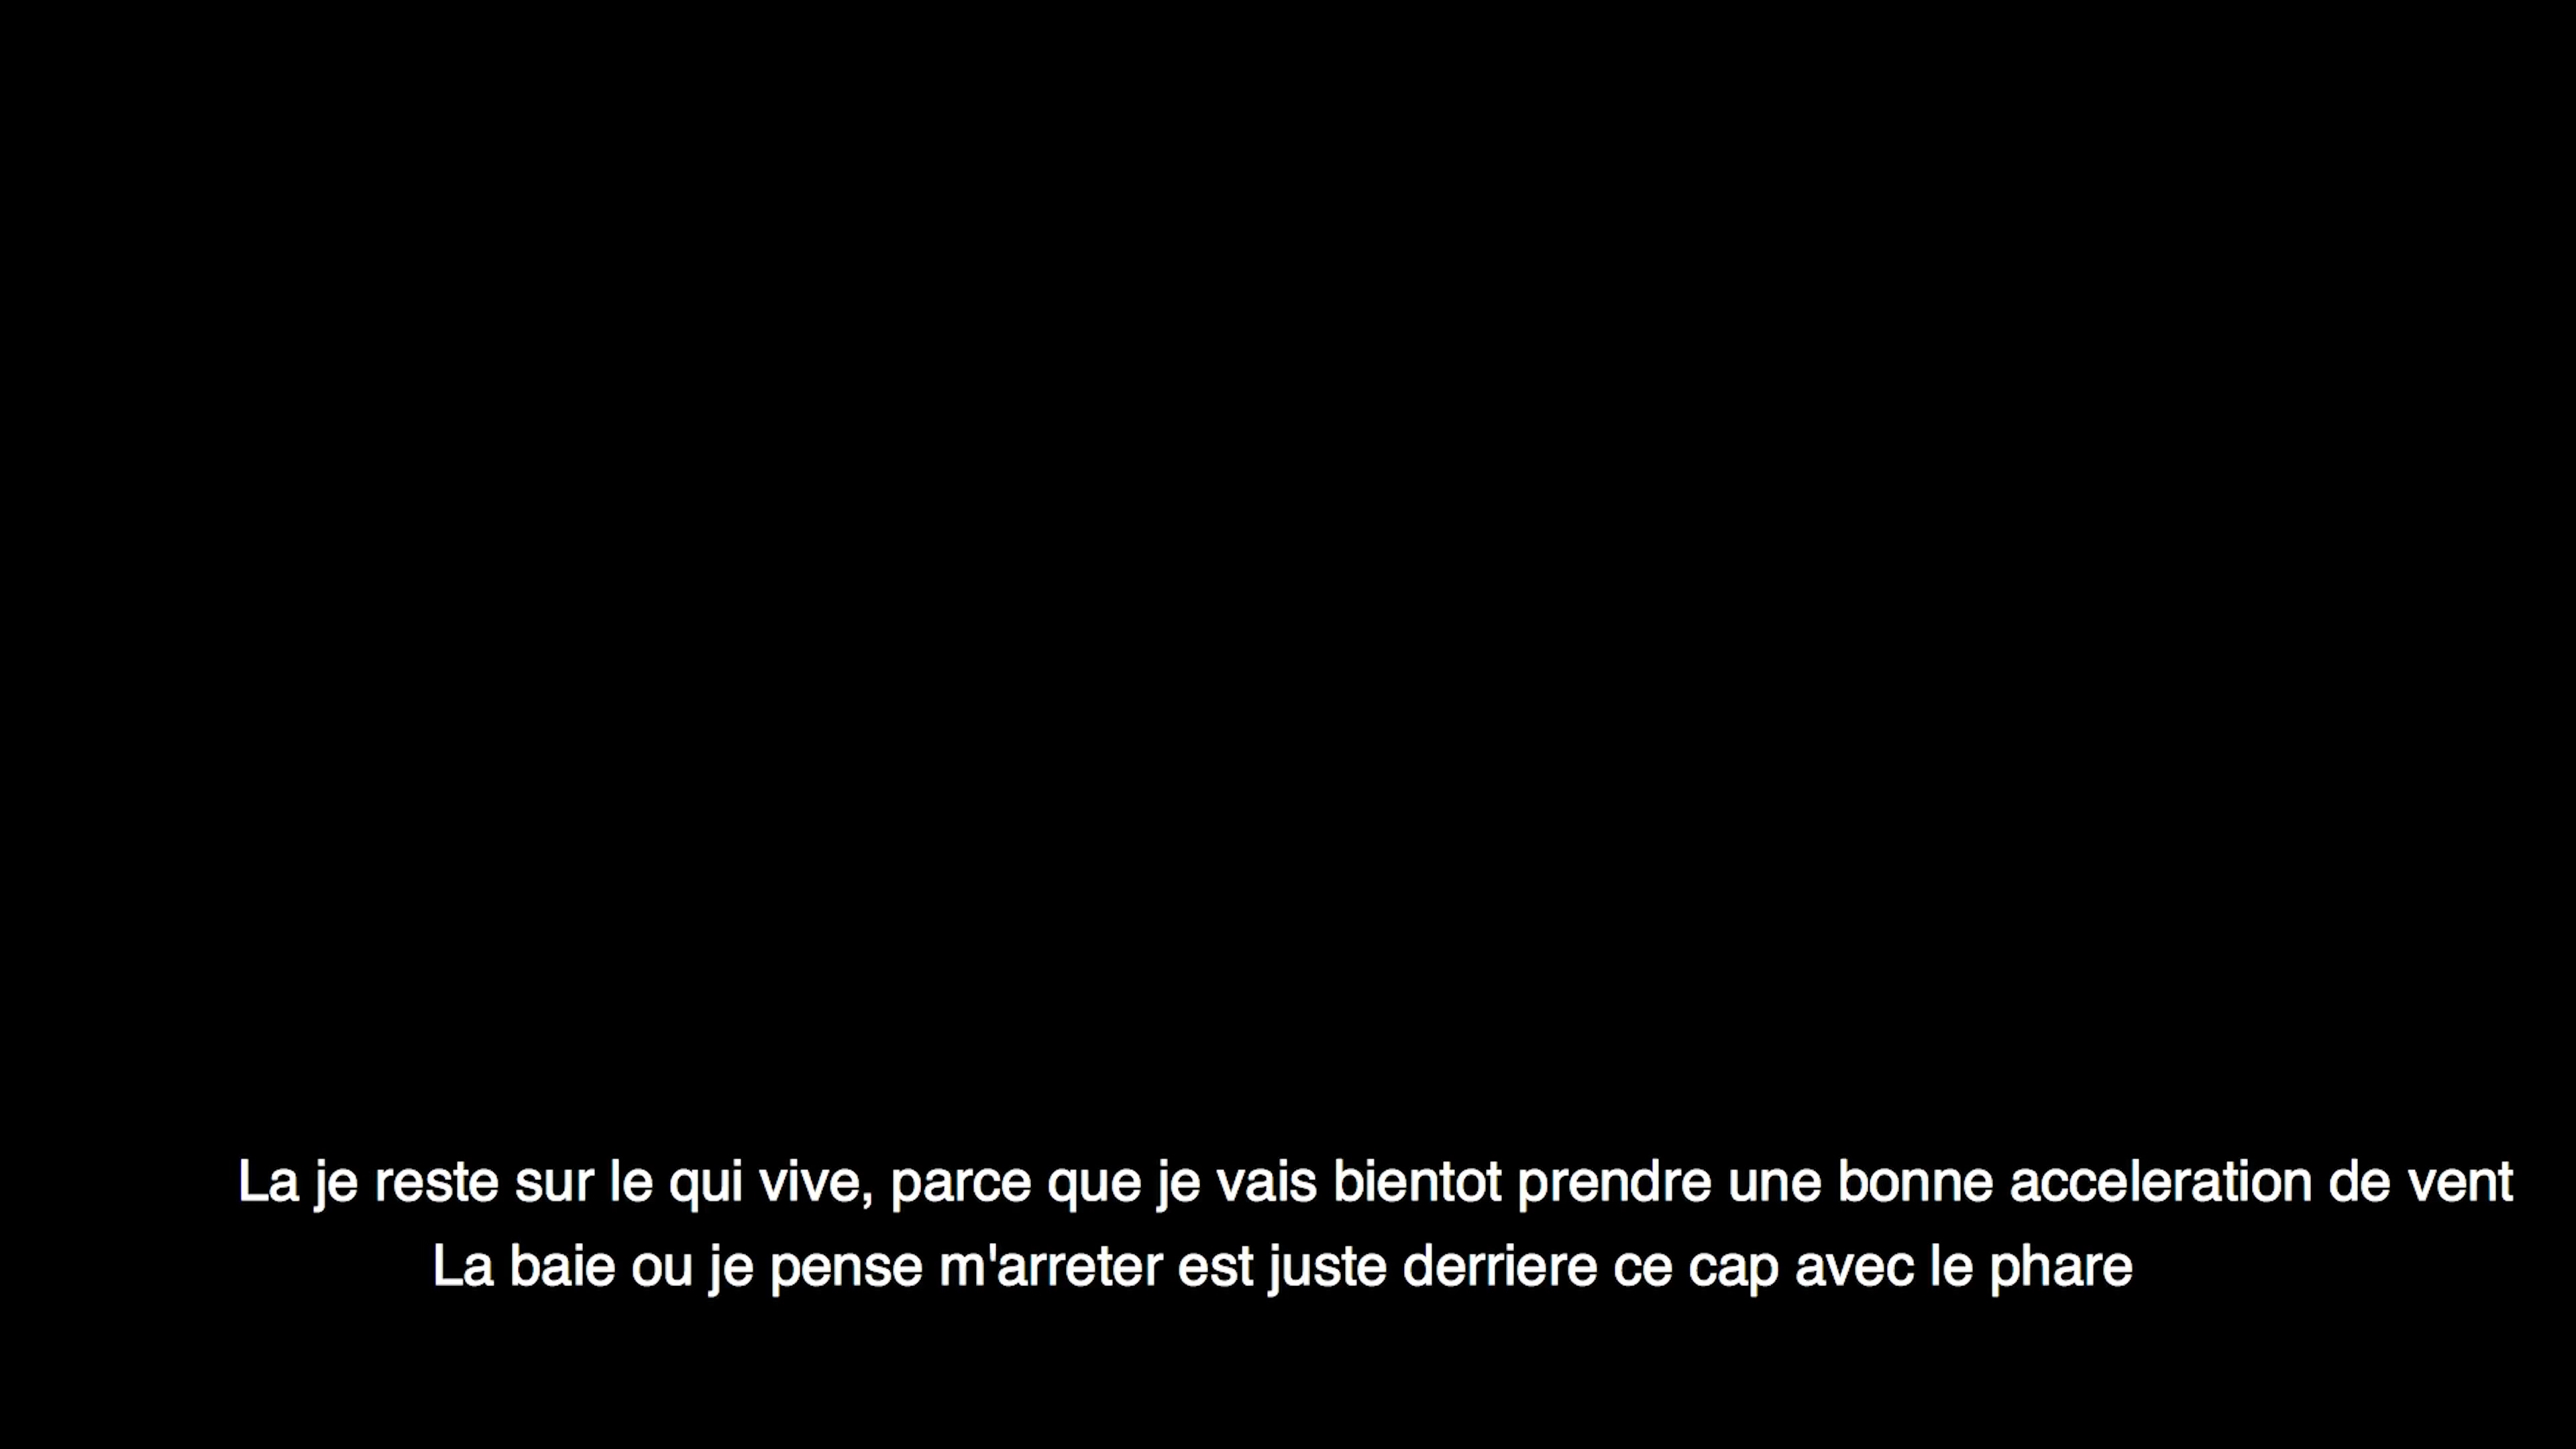 La je reste sur le qui vive, parce que je vais bientot prendre une bonne acceleration de vent
La baie ou je pense m'arreter est juste derriere ce cap avec le phare